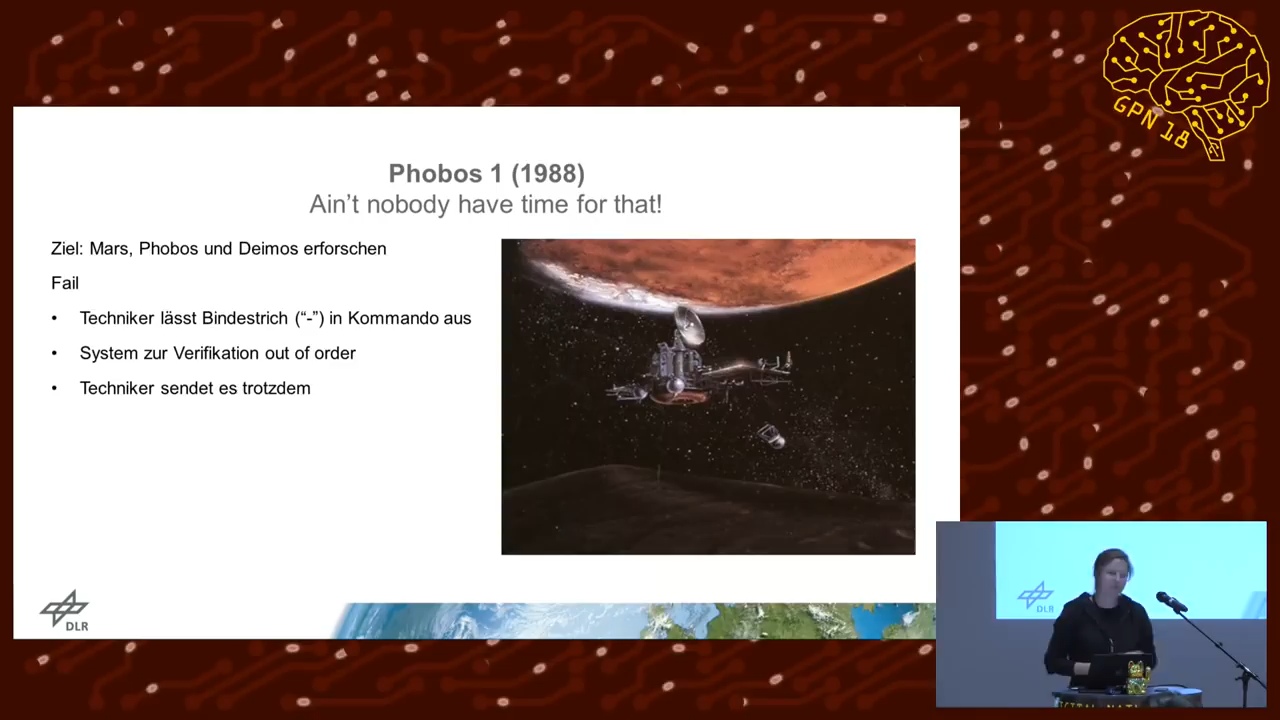 GPN 18
Phobos 1 (1988)
Ain't nobody have time for that!
Ziel: Mars, Phobos und Deimos erforschen
Fail
• Techniker lässt Bindestrich (“-”) in Kommando aus
• System zur Verifikation out of order
• Techniker sendet es trotzdem
DLR
DLR